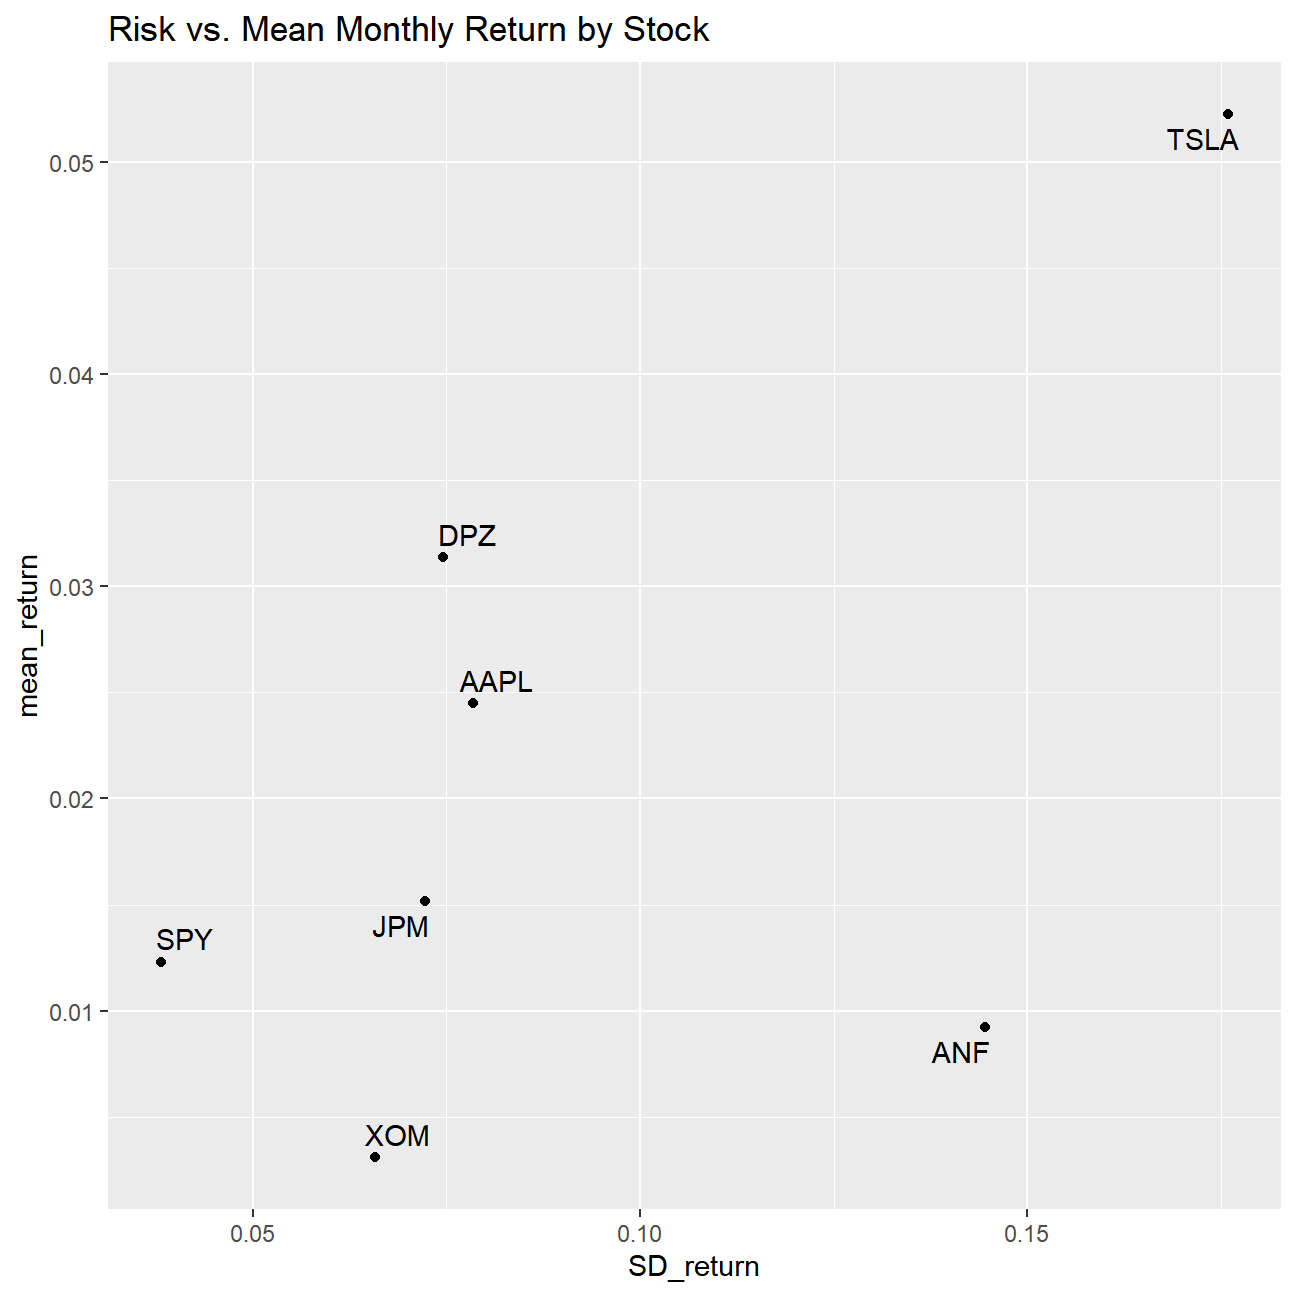 Risk vs. Mean Monthly Return by Stock
TSLA
0.05
0.04
DPZ
0.03
mean_return
AAPL
0.02
JPM
SPY
0.01
ANF
XOM
0.05
0.10
0.15
SD_return